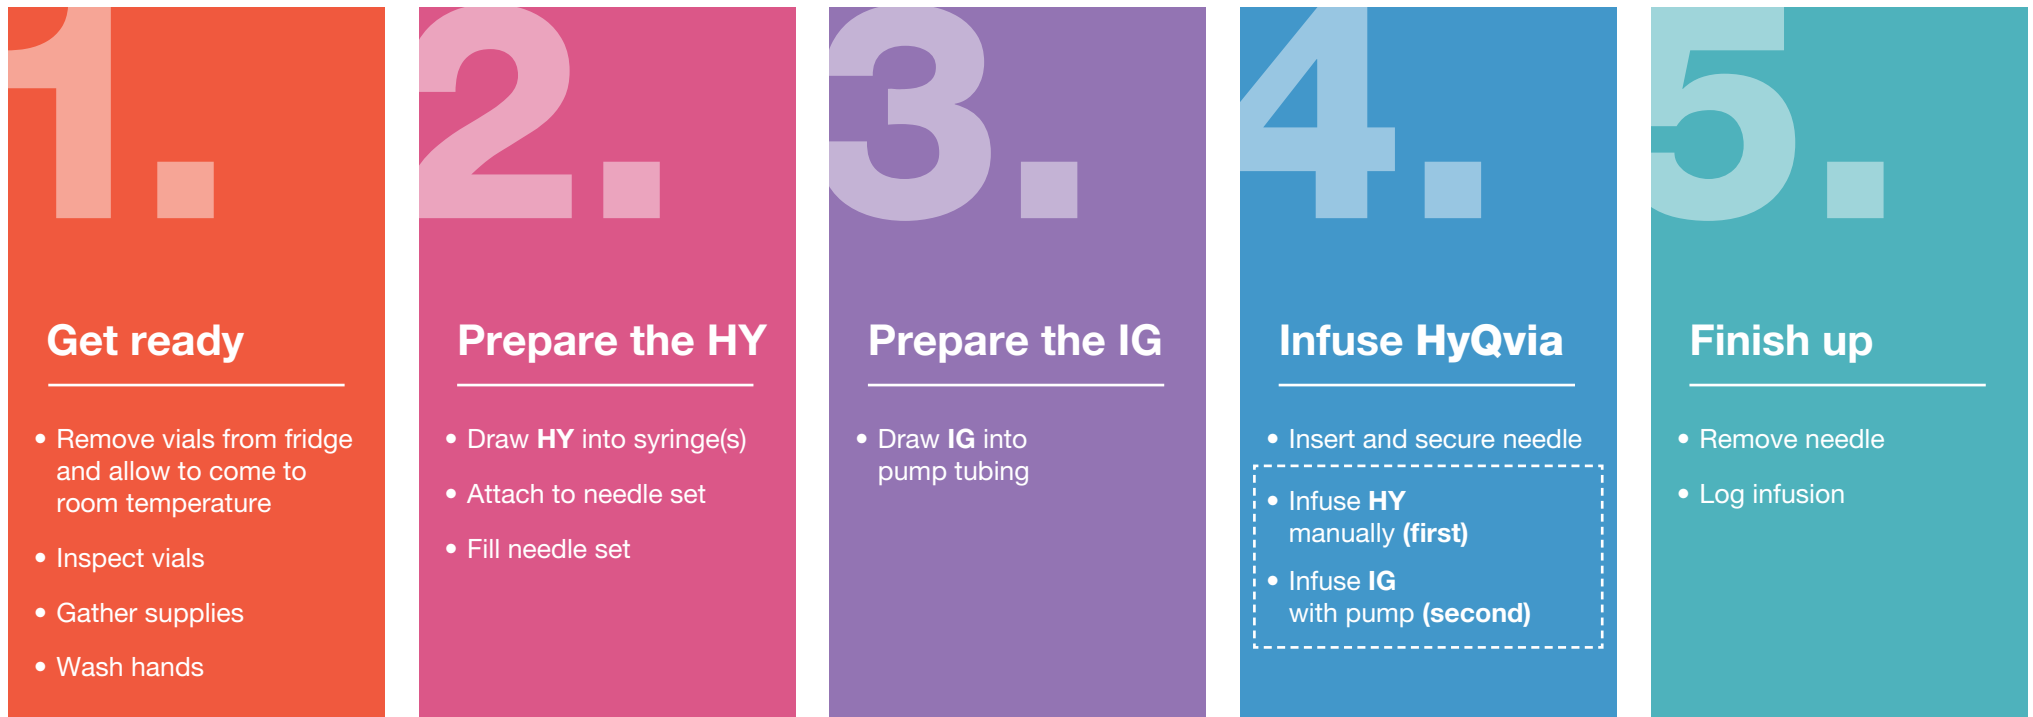 1.
Get ready
• Remove vials from fridge
and allow to come to
room temperature
• Inspect vials
• Gather supplies
• Wash hands
2.
Prepare the HY
• Draw HY into syringe(s)
• Attach to needle set
• Fill needle set
3.
Prepare the IG
• Draw IG into
pump tubing
4.
Infuse HyQvia
• Insert and secure needle
• Infuse HY
manually (first)
• Infuse IG
with pump (second)
5.
Finish up
• Remove needle
• Log infusion